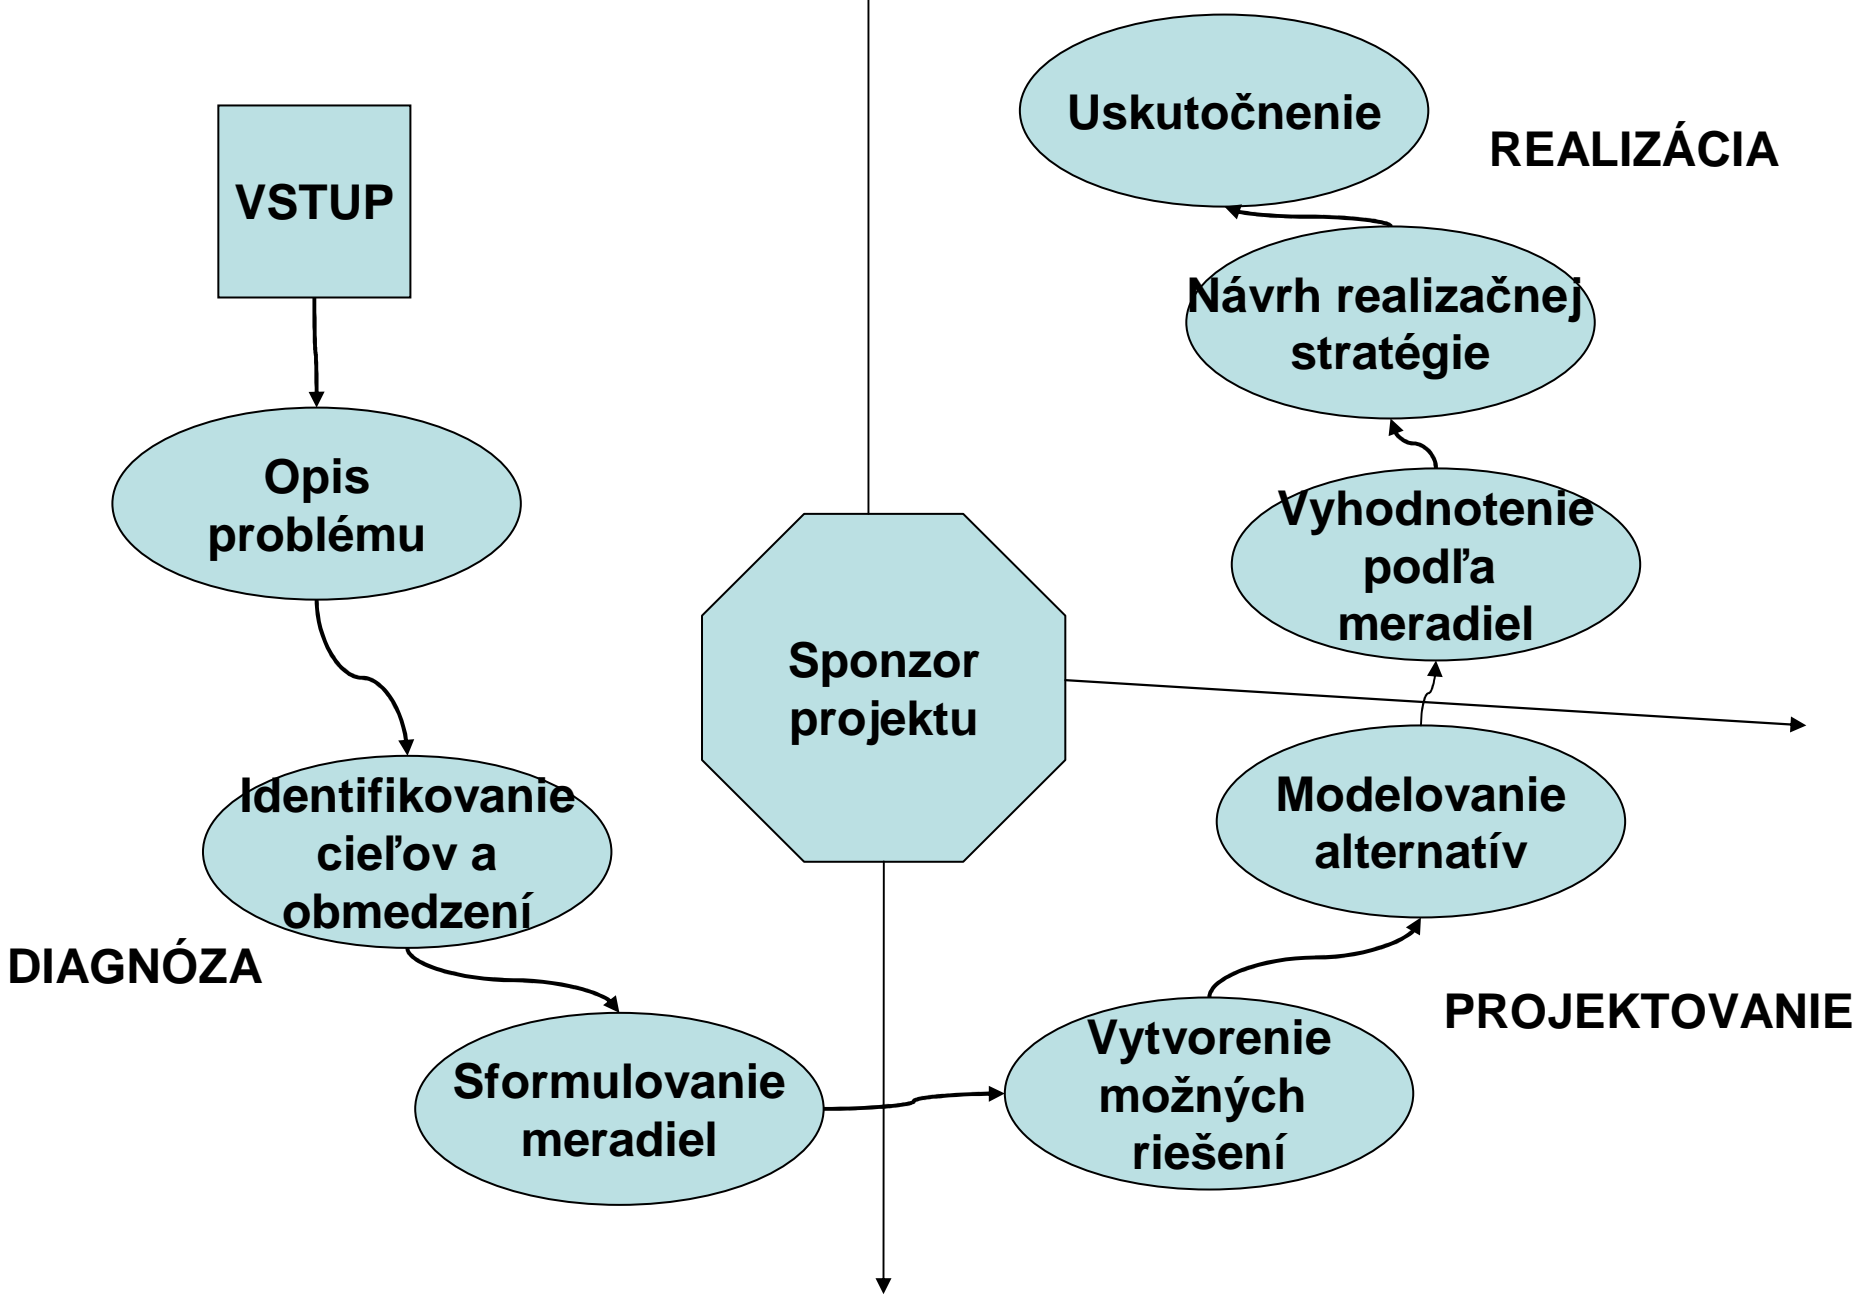 VSTUP
Opis
problému
Identifikovanie
cieľov a
obmedzení
DIAGNÓZA
Sformulovanie
meradiel
Sponzor
projektu
Vytvorenie
možných
riešení
PROJEKTOVANIE
Modelovanie
alternatív
Vyhodnotenie
podľa
meradiel
Návrh realizačnej
stratégie
Uskutočnenie
REALIZÁCIA